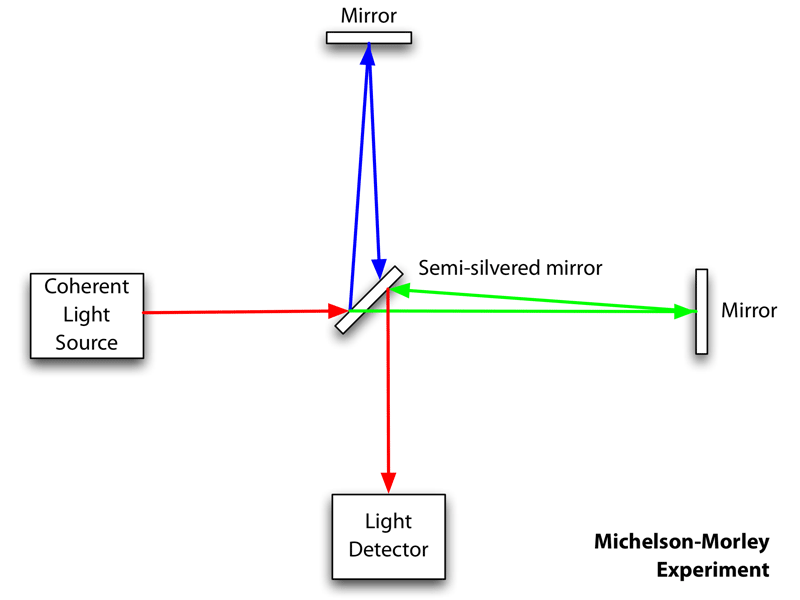 Mirror
Semi-silvered mirror
Coherent
Light
Source
Mirror
Light
Detector
Michelson-Morley
Experiment